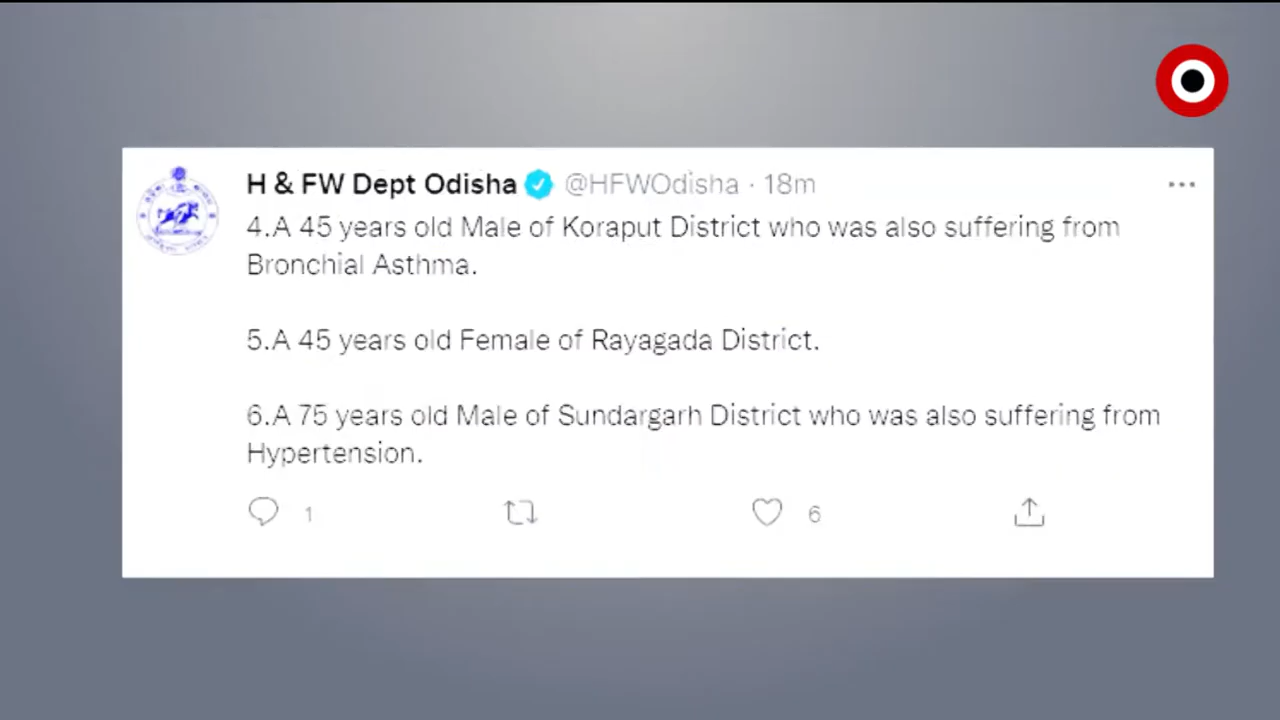 H & FW Dept Odisha @HFWOdisha · 18m
4.A 45 years old Male of Koraput District who was also suffering from
Bronchial Asthma.
5.A 45 years old Female of Rayagada District.
6.A 75 years old Male of Sundargarh District who was also suffering from
Hypertension.
1 6